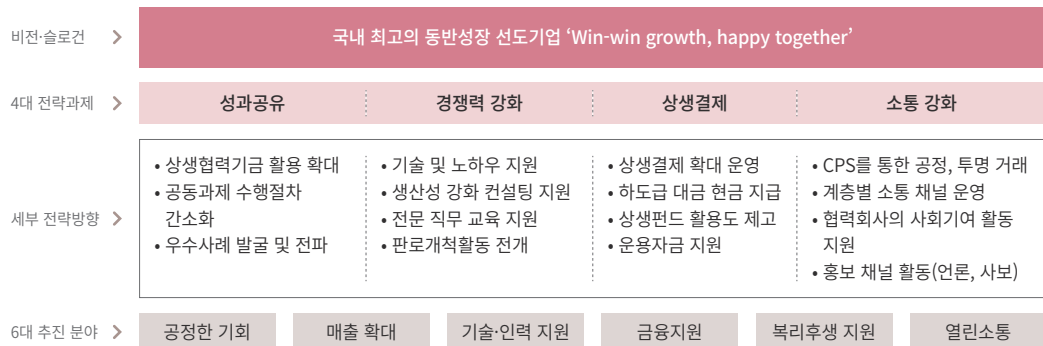 비전·슬로건
국내 최고의 동반성장 선도기업 ‘Win-win growth, happy together’
4대 전략과제
성과공유
경쟁력 강화
상생결제
소통 강화
세부 전략방향
• 상생협력기금 활용 확대
• 공동과제 수행절차
간소화
• 우수사례 발굴 및 전파
• 기술 및 노하우 지원
• 생산성 강화 컨설팅 지원
• 전문 직무 교육 지원
• 판로개척활동 전개
• 상생결제 확대 운영
• 하도급 대금 현금 지급
• 상생펀드 활용도 제고
• 운용자금 지원
• CPS를 통한 공정, 투명 거래
• 계층별 소통 채널 운영
• 협력회사의 사회기여 활동
지원
• 홍보 채널 활동(언론, 사보)
6대 추진 분야
공정한 기회
매출 확대
기술·인력 지원
금융지원
복리후생 지원
열린소통